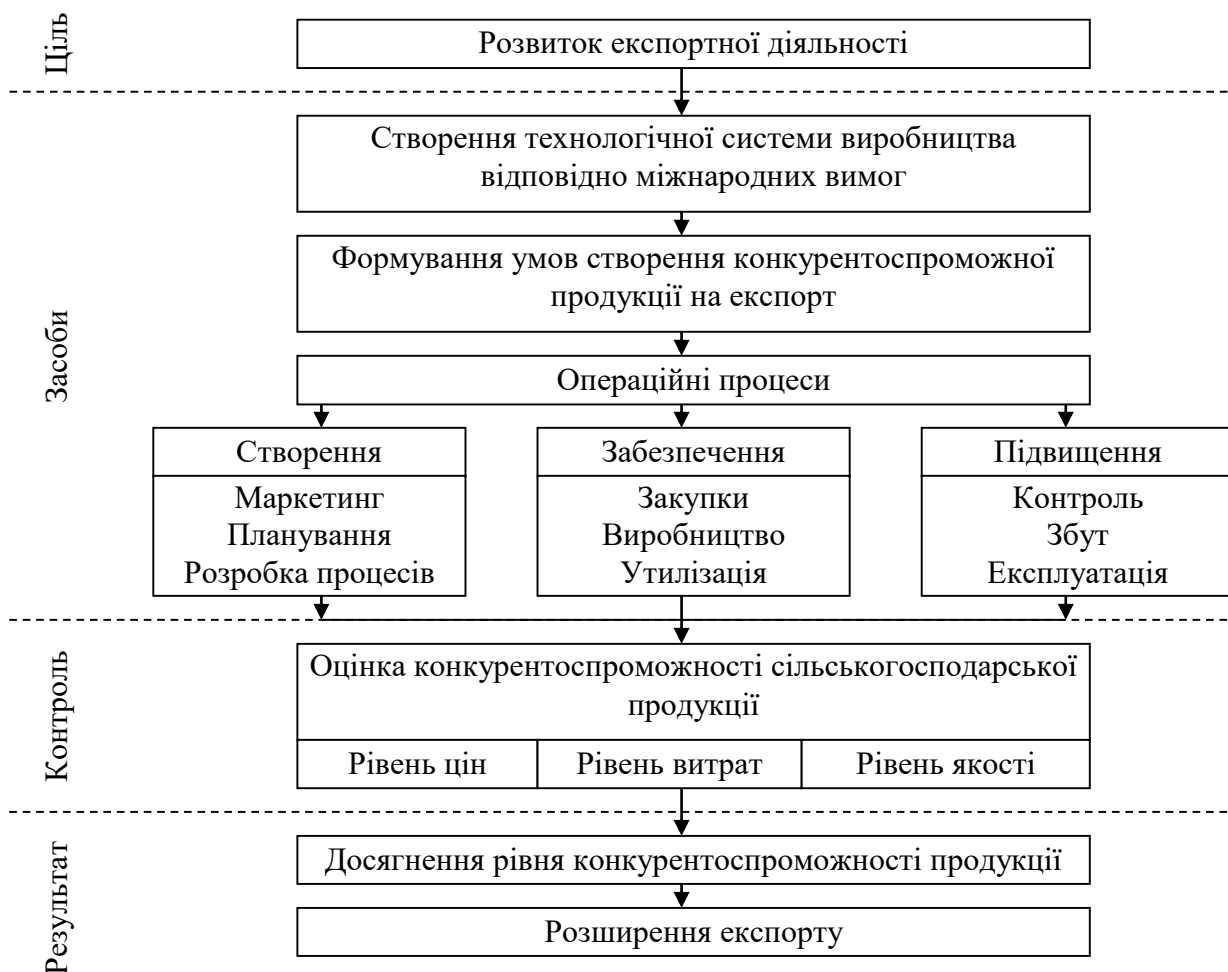 Ціль
Розвиток експортної діяльності
Засоби
Створення технологічної системи виробництва
відповідно міжнародних вимог
Формування умов створення конкурентоспроможної
продукції на експорт
Операційні процеси
Створення
Маркетинг
Планування
Розробка процесів
Забезпечення
Закупки
Виробництво
Утилізація
Підвищення
Контроль
Збут
Експлуатація
Контроль
Оцінка конкурентоспроможності сільськогосподарської
продукції
Рівень цін
Рівень витрат
Рівень якості
Результат
Досягнення рівня конкурентоспроможності продукції
Розширення експорту